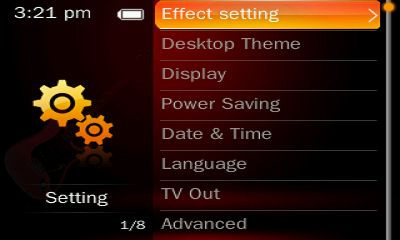 3:21 pm
Effect setting
Desktop Theme
Display
Power Saving
Date & Time
Language
TV Out
Advanced
Setting
1/8